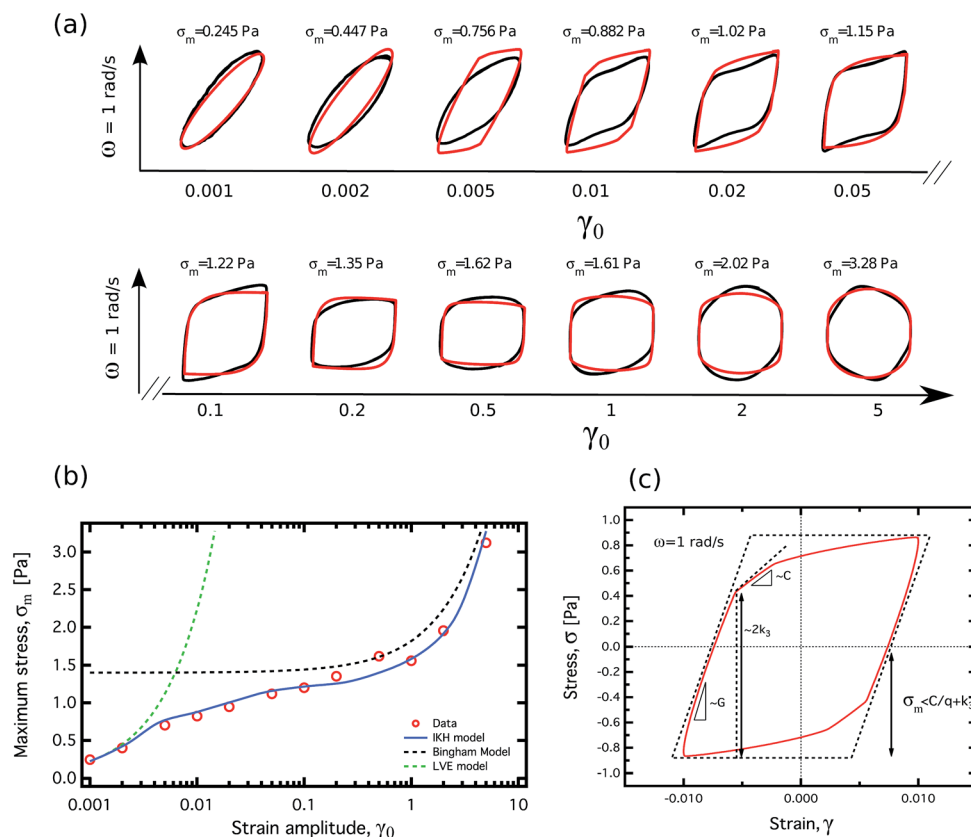 (a)
σm=0.245 Pa σm=0.447 Pa σm=0.756 Pa σm=0.882 Pa σm=1.02 Pa σm=1.15 Pa
ω = 1 rad/s
0.001 0.002 0.005 0.01 0.02 0.05
γ0
σm=1.22 Pa σm=1.35 Pa σm=1.62 Pa σm=1.61 Pa σm=2.02 Pa σm=3.28 Pa
ω = 1 rad/s
0.1 0.2 0.5 1 2 5
γ0
(b)
Maximum stress, σm [Pa]
3.0
2.5
2.0
1.5
1.0
0.5
0.0
Data
IKH model
Bingham Model
LVE model
0.001 0.01 0.1 1 10
Strain amplitude, γ0
(c)
Stress, σ [Pa]
1.0
0.8
0.6
0.4
0.2
0.0
-0.2
-0.4
-0.6
-0.8
-1.0
ω=1 rad/s
~C
~2k3
~G
σm<C/q+k3
-0.010 0.000 0.010
Strain, γ